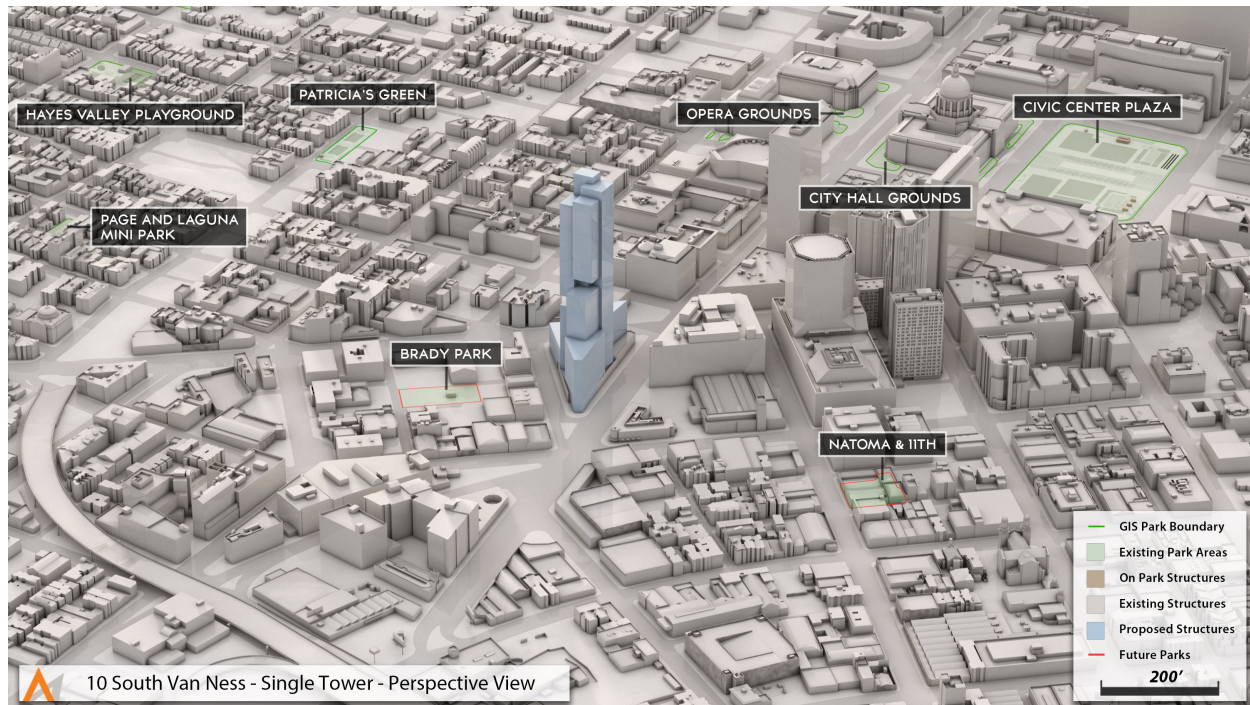 PATRICIA'S GREEN
HAYES VALLEY PLAYGROUND
OPERA GROUNDS
CIVIC CENTER PLAZA
CITY HALL GROUNDS
PAGE AND LAGUNA
MINI PARK
BRADY PARK
NATOMA & 11TH
GIS Park Boundary
Existing Park Areas
On Park Structures
Existing Structures
Proposed Structures
Future Parks
200'
10 South Van Ness - Single Tower - Perspective View